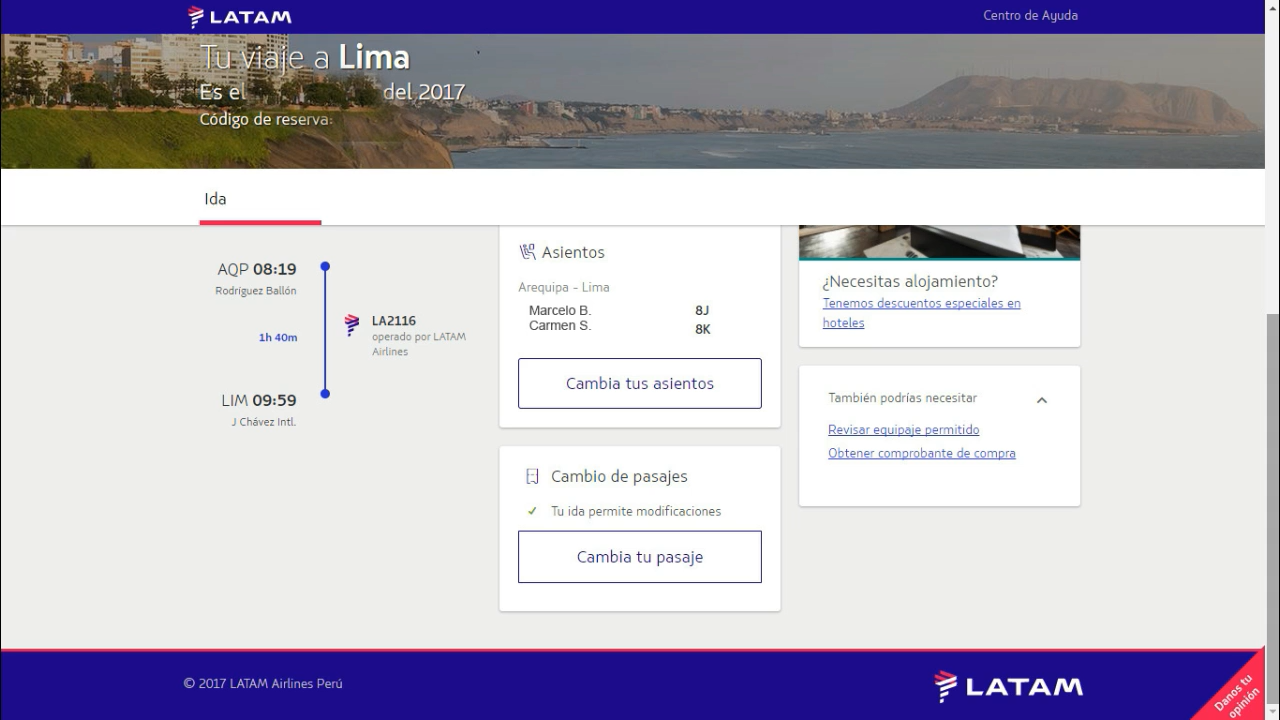 LATAM
Centro de Ayuda
Tu viaje a Lima
Es el del 2017
Código de reserva:
Ida
AQP 08:19
Rodríguez Ballón
1h 40m
LA2116
operado por LATAM
Airlines
LIM 09:59
J Chávez Intl.
Asientos
Arequipa - Lima
Marcelo B. 8J
Carmen S. 8K
Cambia tus asientos
Cambio de pasajes
Tu ida permite modificaciones
Cambia tu pasaje
¿Necesitas alojamiento?
Tenemos descuentos especiales en
hoteles
También podrías necesitar
Revisar equipaje permitido
Obtener comprobante de compra
© 2017 LATAM Airlines Perú
LATAM
Danos tu
opinión